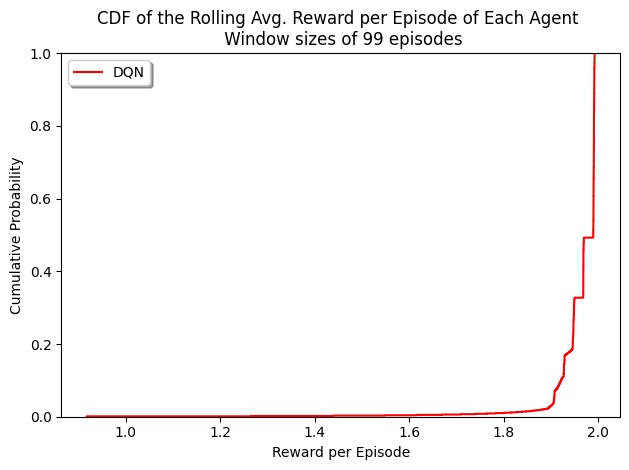 CDF of the Rolling Avg. Reward per Episode of Each Agent
Window sizes of 99 episodes
DQN
1.0
0.8
0.6
0.4
0.2
0.0
Cumulative Probability
1.0 1.2 1.4 1.6 1.8 2.0
Reward per Episode